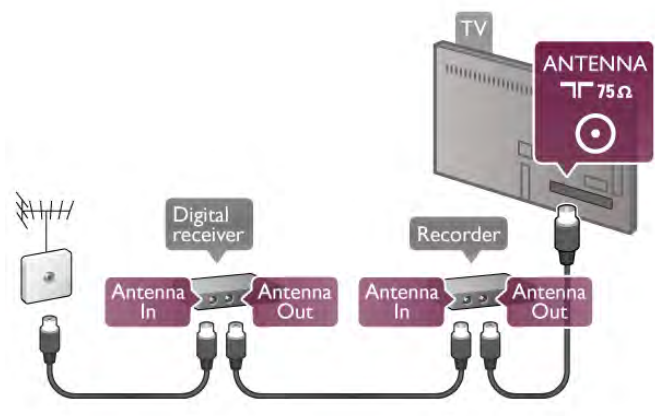 TV
ANTENNA
75 Ω
Digital
receiver
Recorder
Antenna
In
Antenna
Out
Antenna
In
Antenna
Out